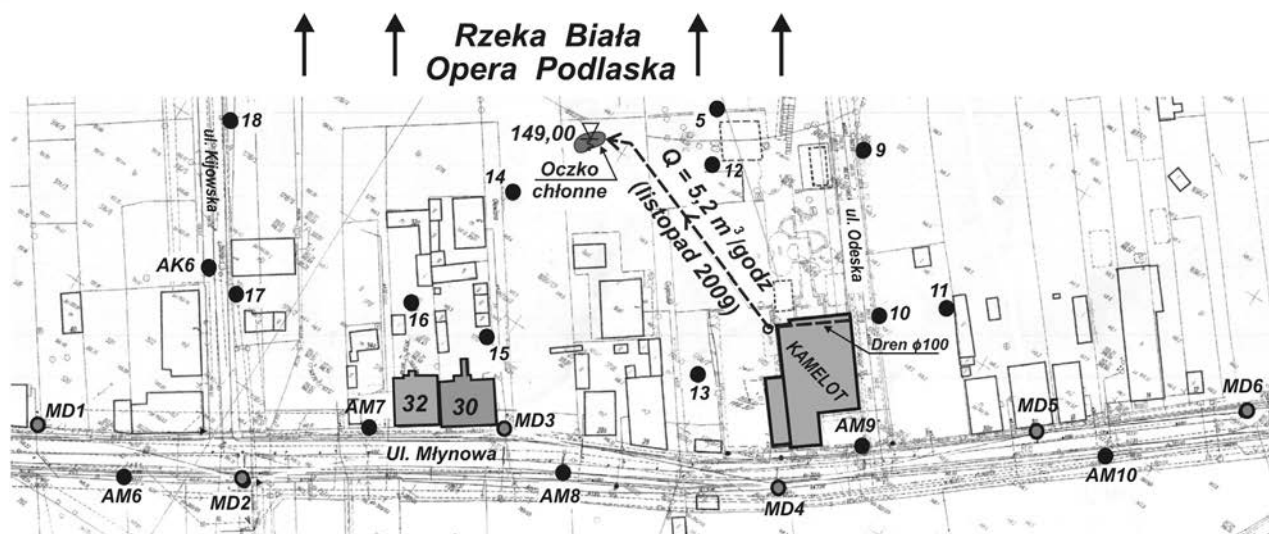 Rzeka Biała
Opera Podlaska
18
149,00
5
9
ul. Kijowska
Oczko
chłonne
14
12
Q = 5,2 m³/godz
(listopad 2009)
ul. Odeska
AK6
17
16
15
10
11
Dren ϕ100
KAMELOT
13
32
30
MD1
AM7
MD3
AM9
MD5
MD6
Ul. Młynowa
AM6
MD2
AM8
MD4
AM10